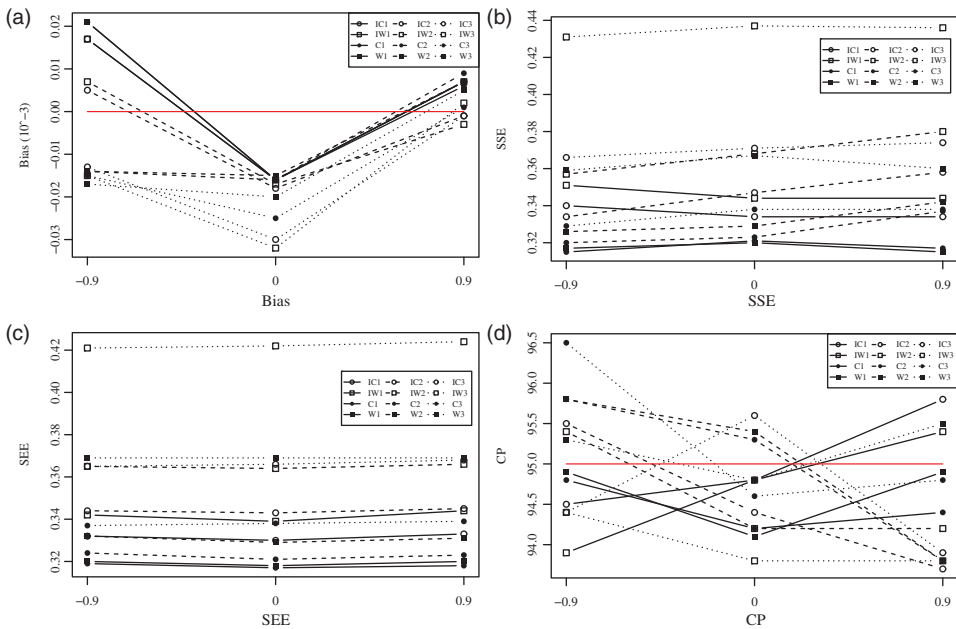 (a)
Bias (10^−3)
0.02
0.01
0.00
−0.01
−0.02
−0.03
IC1 IC2 IC3
IW1 IW2 IW3
C1 C2 C3
W1 W2 W3
−0.9 0 0.9
Bias
(b)
SSE
0.44
0.42
0.40
0.38
0.36
0.34
0.32
IC1 IC2 IC3
IW1 IW2 IW3
C1 C2 C3
W1 W2 W3
−0.9 0 0.9
SSE
(c)
SEE
0.42
0.40
0.38
0.36
0.34
0.32
IC1 IC2 IC3
IW1 IW2 IW3
C1 C2 C3
W1 W2 W3
−0.9 0 0.9
SEE
(d)
CP
96.5
96.0
95.5
95.0
94.5
94.0
IC1 IC2 IC3
IW1 IW2 IW3
C1 C2 C3
W1 W2 W3
−0.9 0 0.9
CP